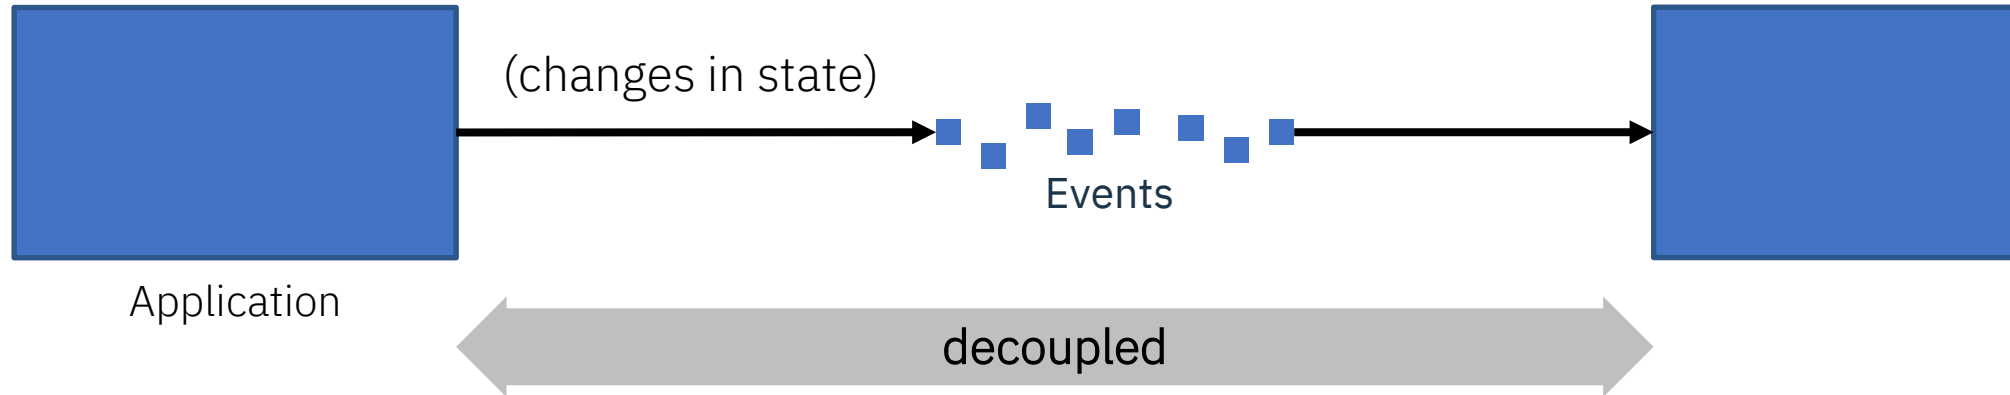 (changes in state)
Events
Application
decoupled